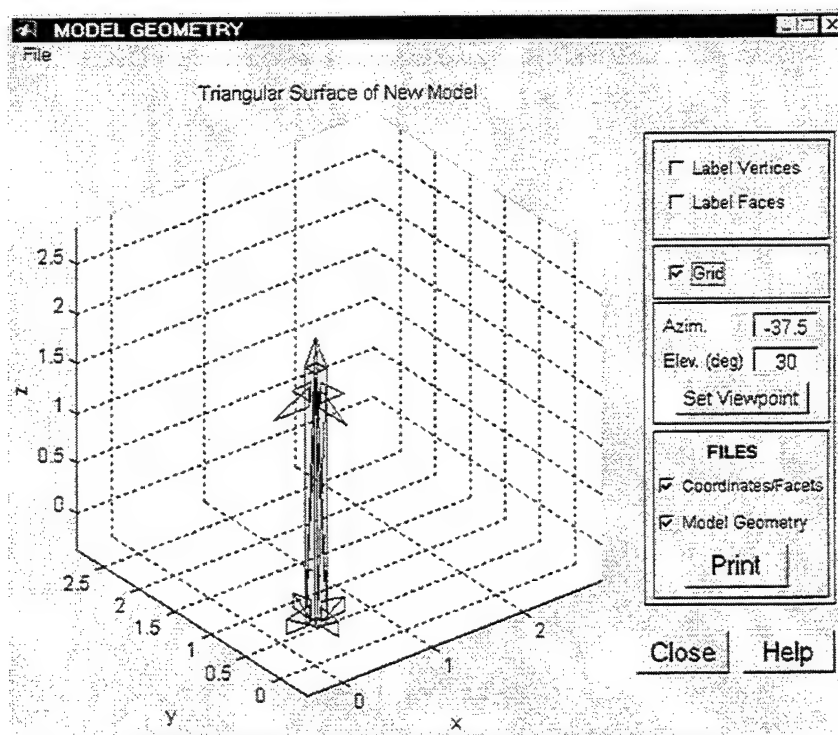 MODEL GEOMETRY
File
Triangular Surface of New Model
Label Vertices
Label Faces
Grid
Azim. -37.5
Elev. (deg) 30
Set Viewpoint
FILES
Coordinates/Facets
Model Geometry
Print
Close Help
2.5
2
1.5
1
0.5
0
z
2.5
2
1.5
1
0.5
0
y
0
1
2
x